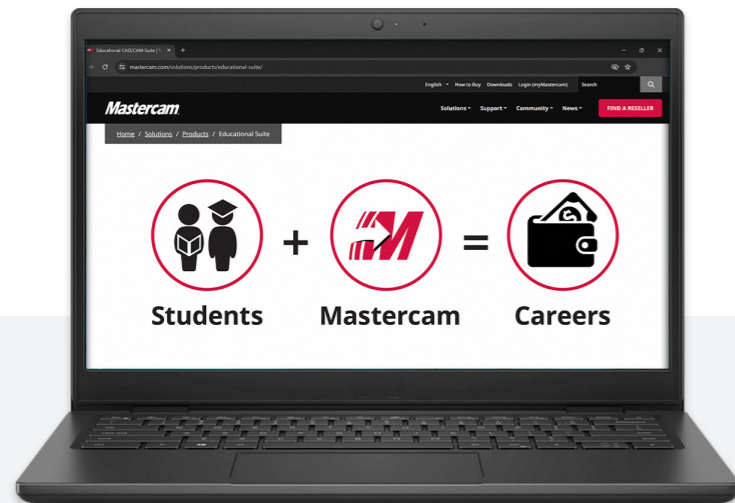 Educational CAD/CAM Suite |
mastercam.com/solutions/products/educational-suite/
English How to Buy Downloads Login (myMastercam) Search
Mastercam
Solutions Support Community News FIND A RESELLER
Home / Solutions / Products / Educational Suite
+ =
Students Mastercam Careers